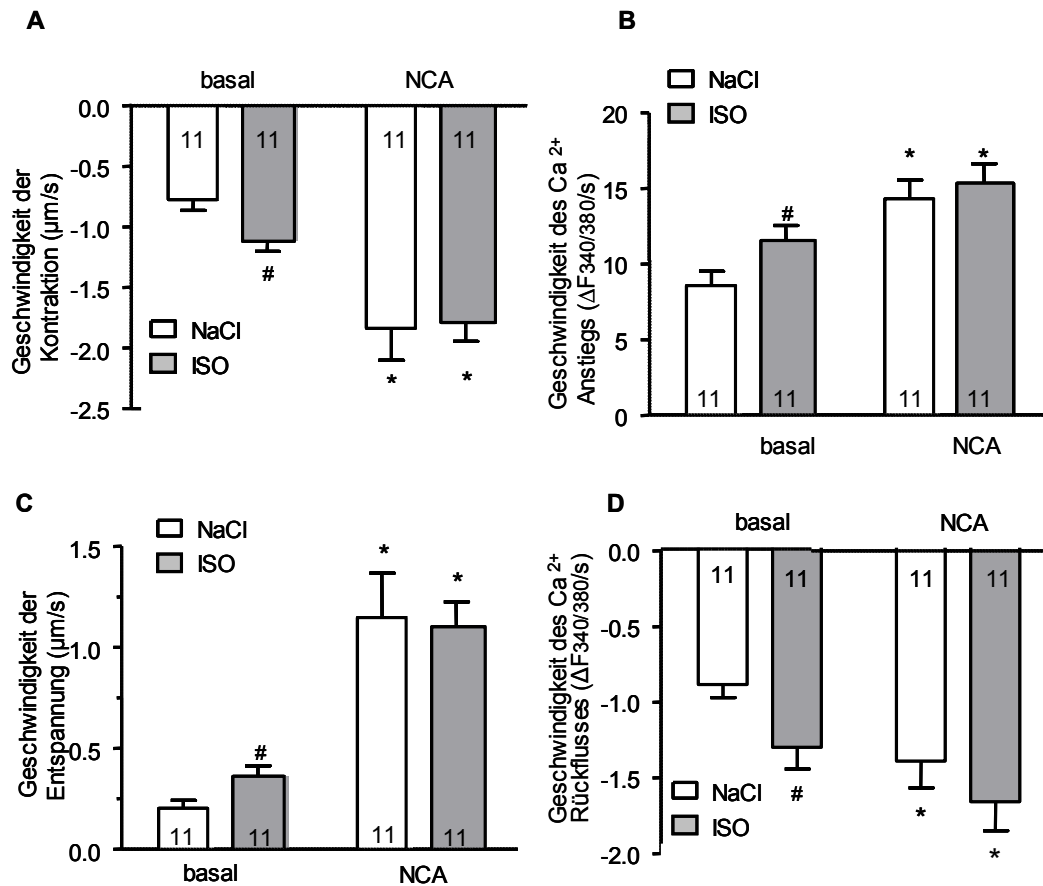 A
basal NCA
0.0
-0.5
-1.0
-1.5
-2.0
-2.5
Geschwindigkeit der
Kontraktion (µm/s)
11 11 11 11
#
* *
NaCl
ISO
B
NaCl
ISO
20
15
10
5
0
Geschwindigkeit des Ca 2+
Anstiegs (ΔF340/380/s)
#
* *
11 11 11 11
basal NCA
C
NaCl
ISO
1.5
1.0
0.5
0.0
Geschwindigkeit der
Entspannung (µm/s)
#
* *
11 11 11 11
basal NCA
D
basal NCA
0.0
-0.5
-1.0
-1.5
-2.0
Geschwindigkeit des Ca 2+
Rückflusses (ΔF340/380/s)
11 11 11 11
#
*
*
NaCl
ISO